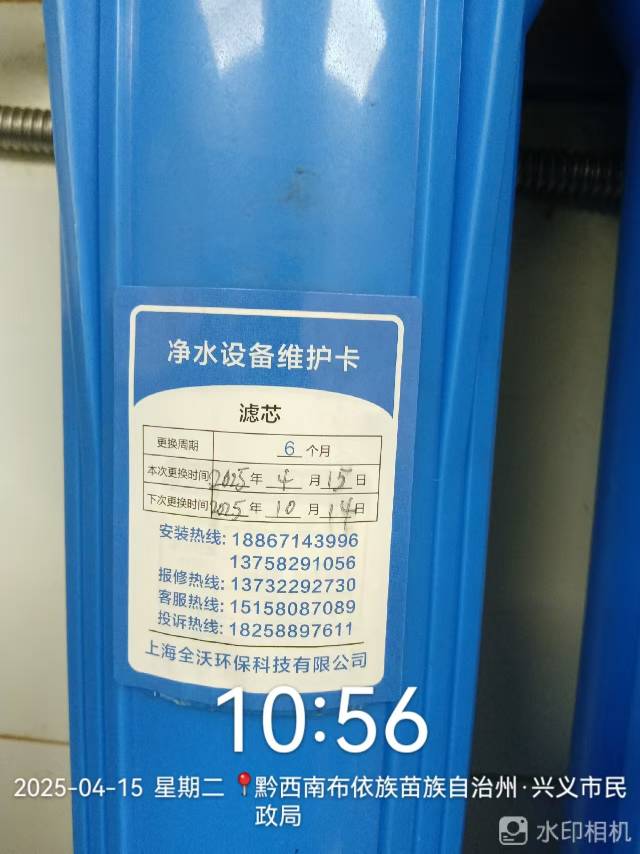 净水设备维护卡
滤芯
更换周期 6 个月
本次更换时间 2025 年 4 月 15 日
下次更换时间 2025 年 10 月 14 日
安装热线: 18867143996
13758291056
报修热线: 13732292730
客服热线: 15158087089
投诉热线: 18258897611
上海全沃环保科技有限公司
10:56
2025-04-15 星期二 📍黔西南布依族苗族自治州·兴义市民
政局
水印相机